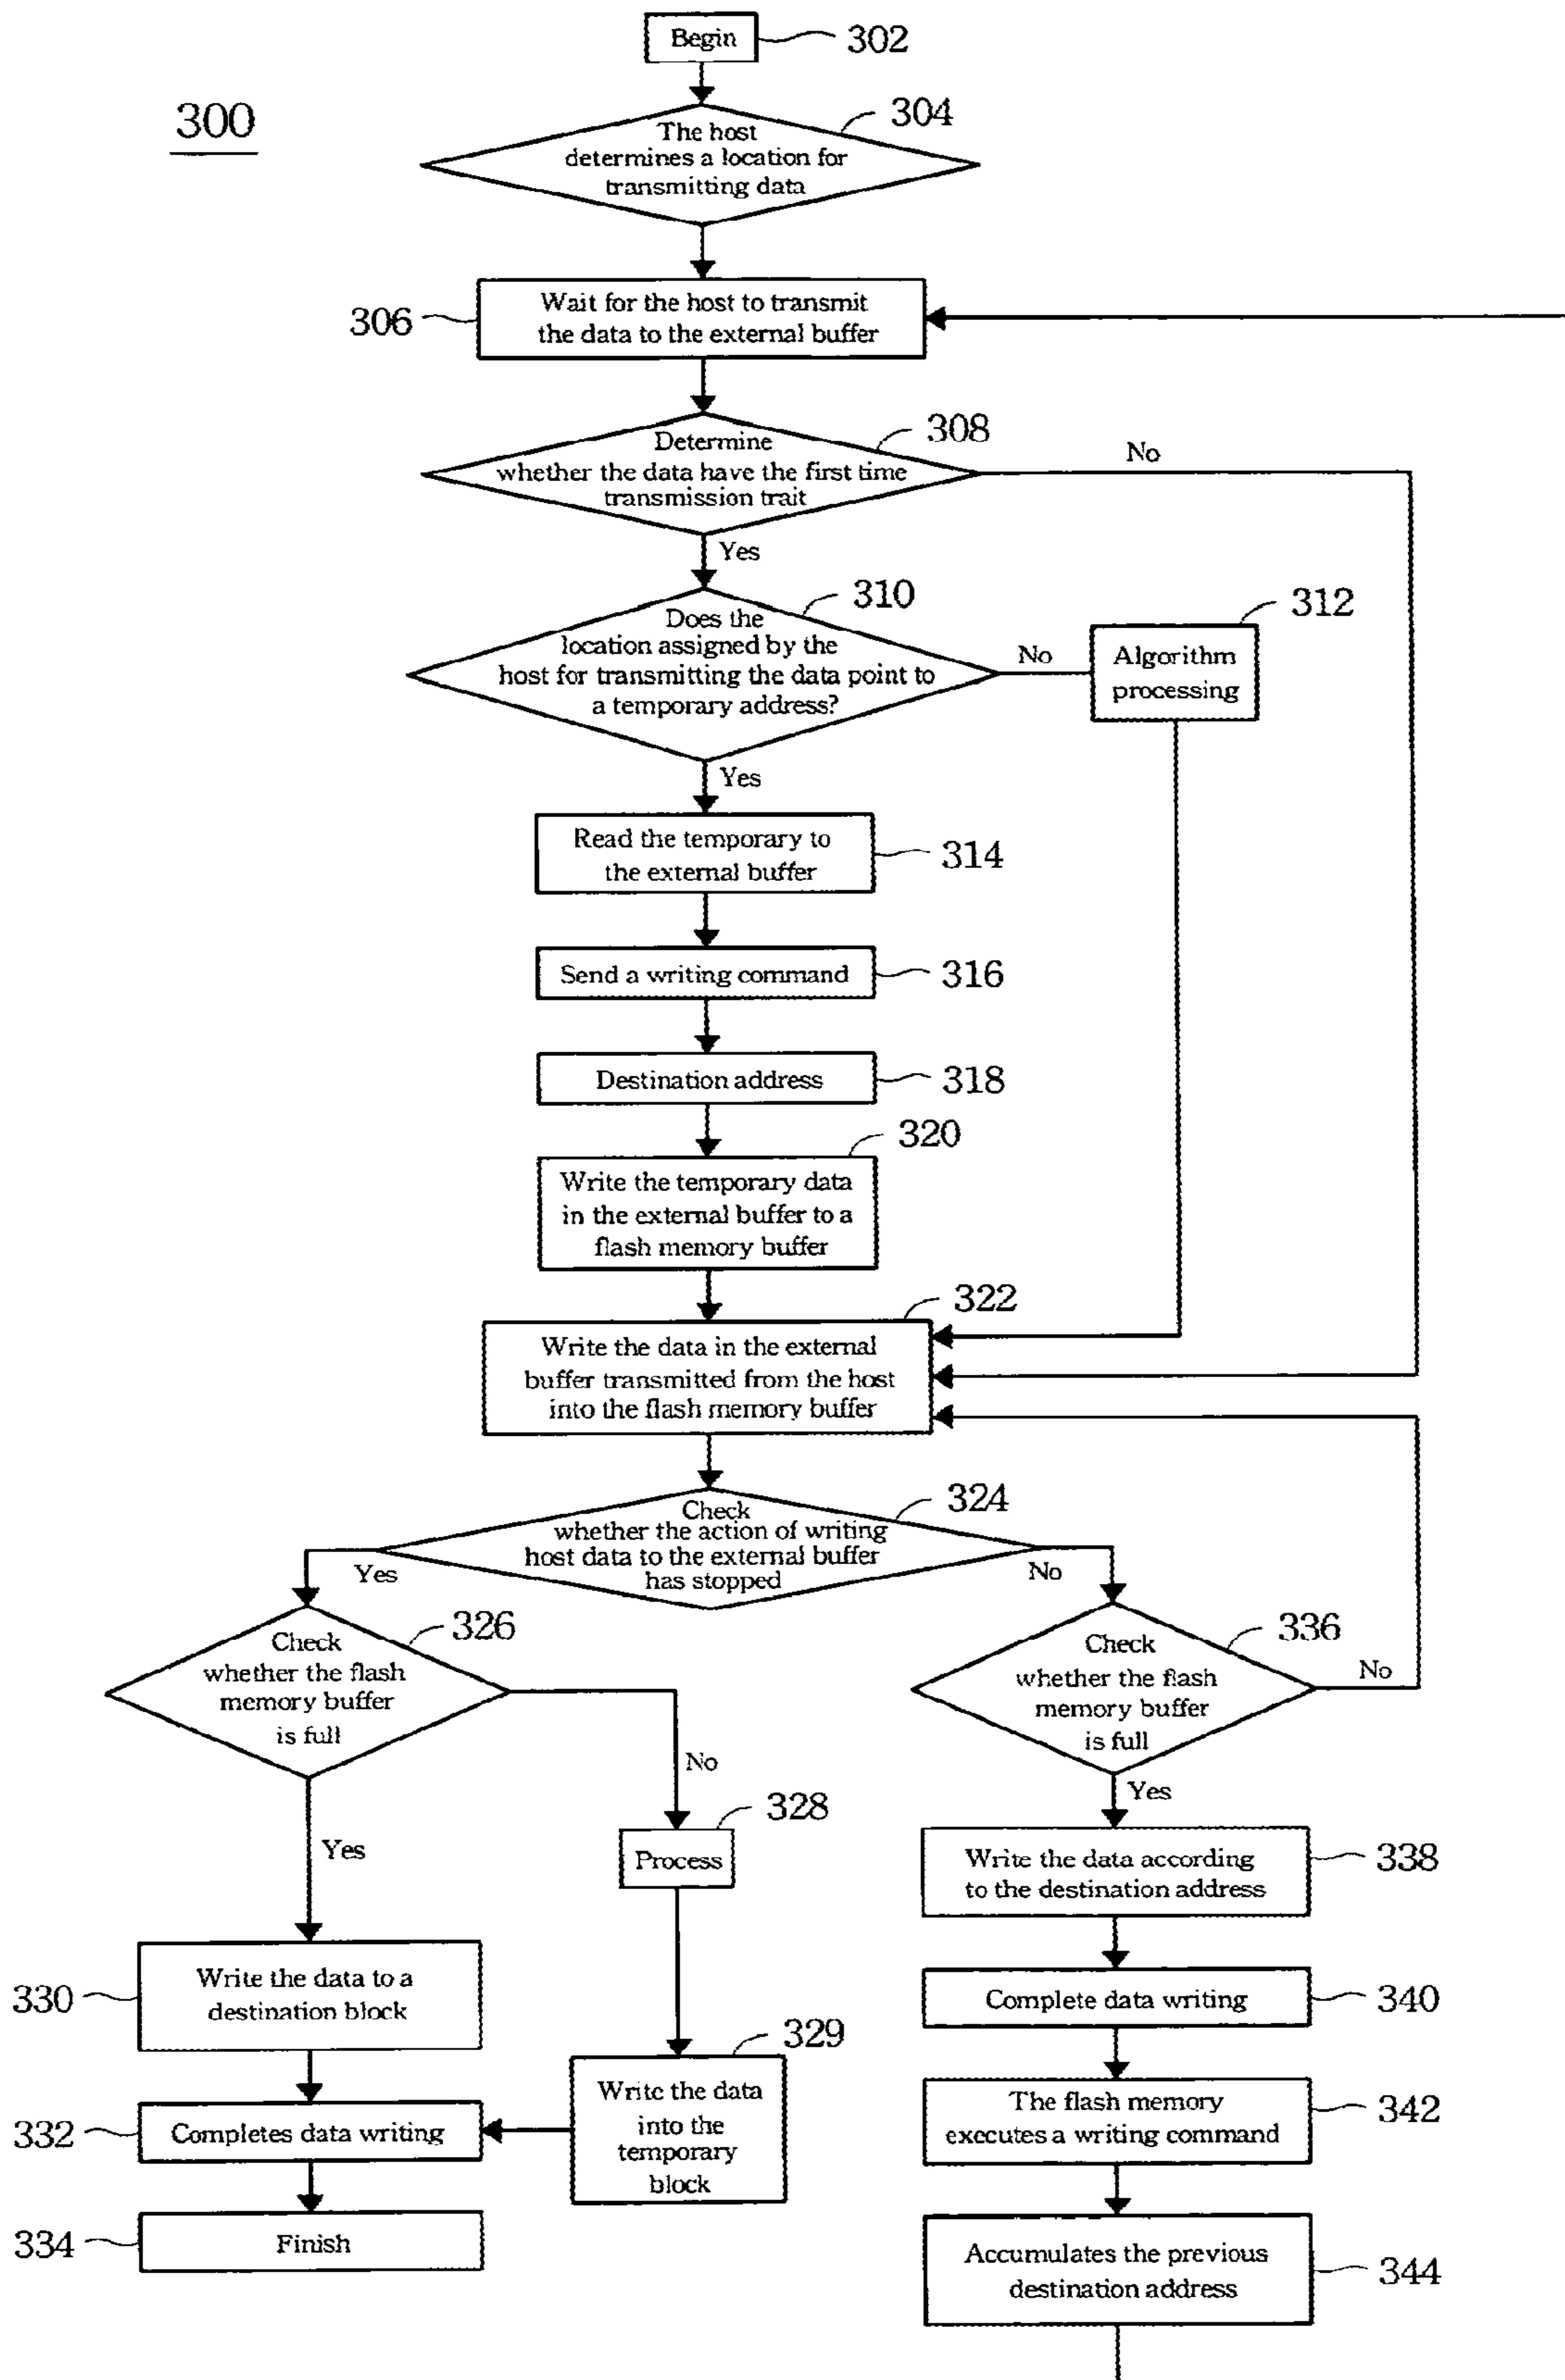 Begin
302
300
304
The host
determines a location for
transmitting data
Wait for the host to transmit
the data to the external buffer
306
308
Determine
whether the data have the first time
transmission trait
No
Yes
310
Does the
location assigned by the
host for transmitting the data point to
a temporary address?
No
312
Algorithm
processing
Yes
Read the temporary to
the external buffer
314
Send a writing command
316
Destination address
318
320
Write the temporary data
in the external buffer to a
flash memory buffer
322
Write the data in the external
buffer transmitted from the host
into the flash memory buffer
324
Check
whether the action of writing
host data to the external buffer
has stopped
Yes
No
326
Check
whether the flash
memory buffer
is full
336
Check
whether the flash
memory buffer
is full
No
No
Yes
328
Process
Yes
Write the data according
to the destination address
338
330
Write the data to a
destination block
Complete data writing
340
329
Write the data
into the
temporary
block
332
Completes data writing
The flash memory
executes a writing command
342
334
Finish
Accumulates the previous
destination address
344